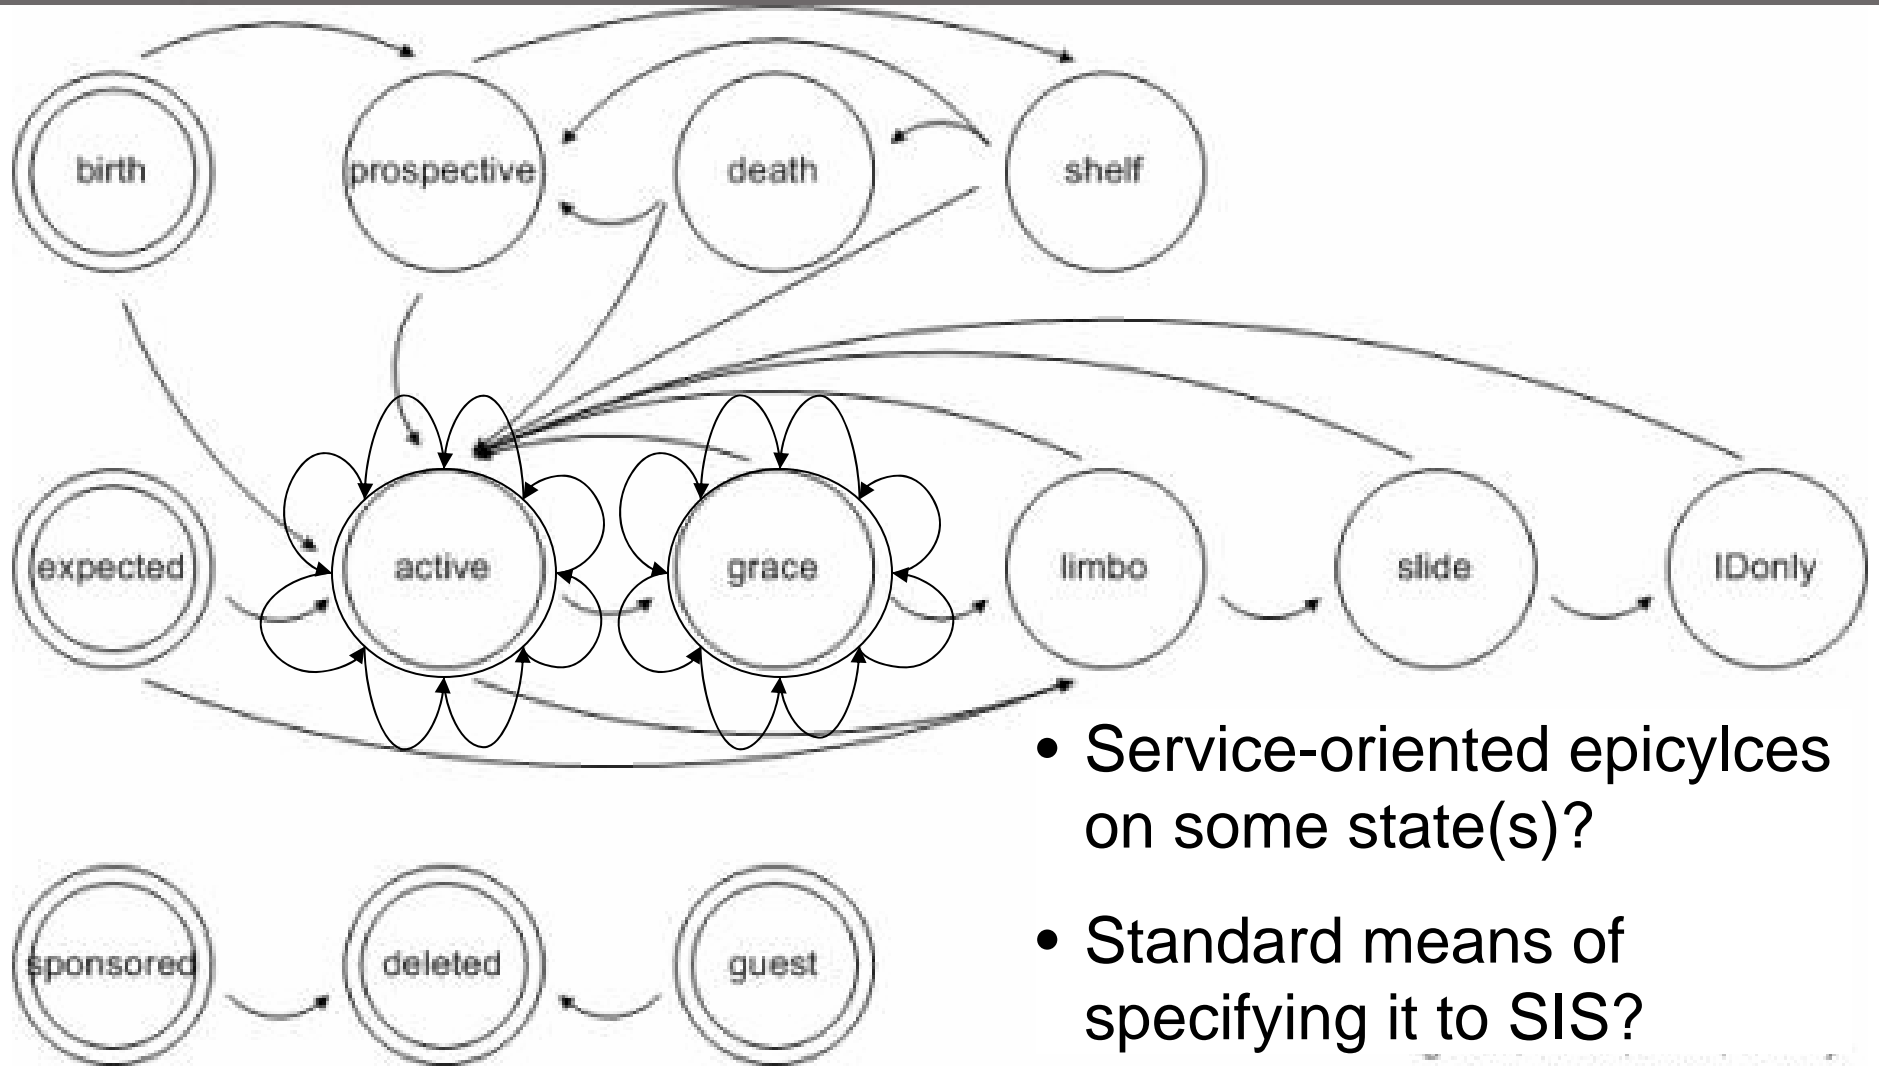 birth
prospective
death
shelf
expected
active
grace
limbo
slide
IDonly
• Service-oriented epicylces
on some state(s)?
sponsored
deleted
guest
• Standard means of
specifying it to SIS?